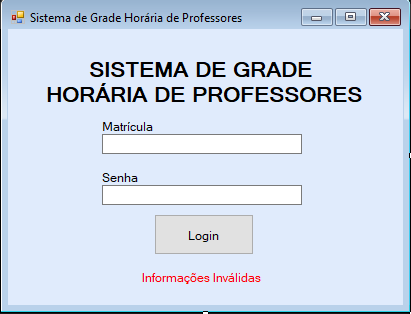 Sistema de Grade Horária de Professores
SISTEMA DE GRADE
HORÁRIA DE PROFESSORES
Matrícula
Senha
Login
Informações Inválidas